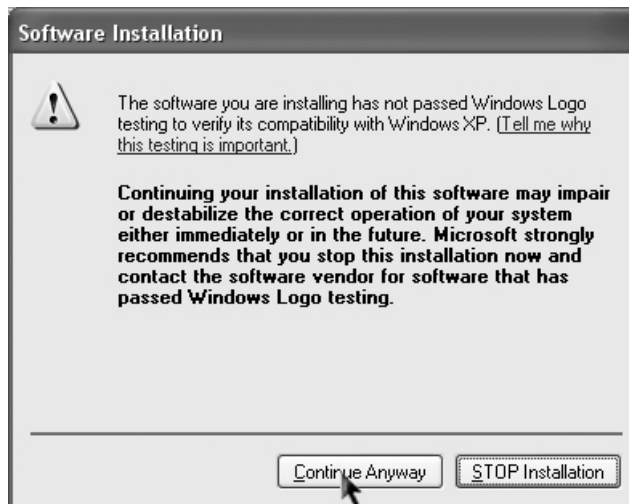 Software Installation
The software you are installing has not passed Windows Logo
testing to verify its compatibility with Windows XP. (Tell me why
this testing is important.)
Continuing your installation of this software may impair
or destabilize the correct operation of your system
either immediately or in the future. Microsoft strongly
recommends that you stop this installation now and
contact the software vendor for software that has
passed Windows Logo testing.
Continue Anyway STOP Installation